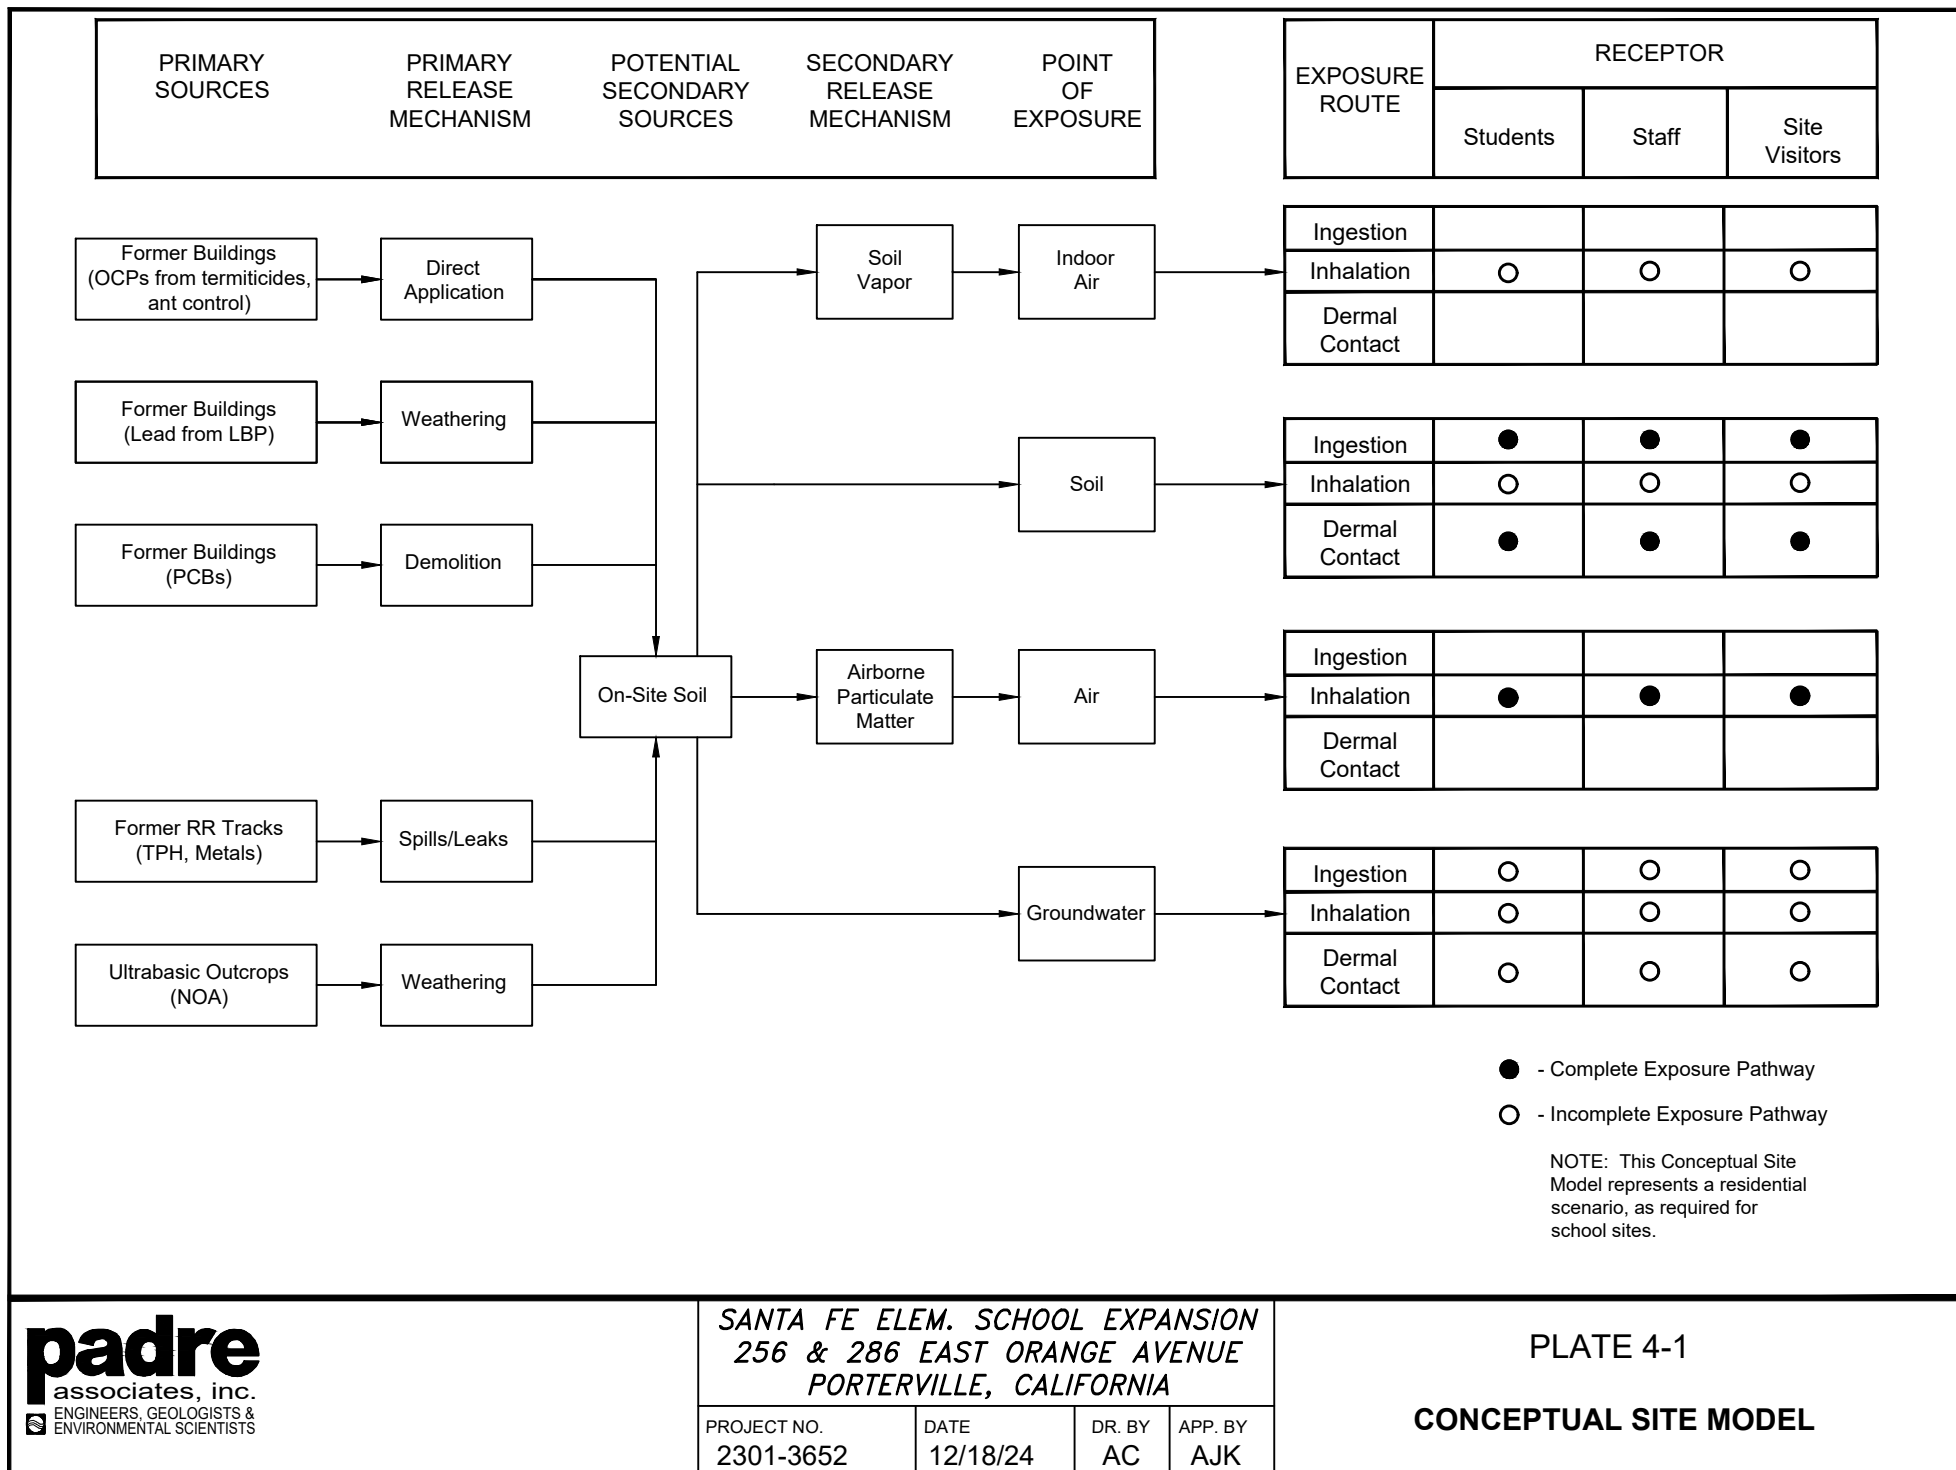 PRIMARY
SOURCES
PRIMARY
RELEASE
MECHANISM
POTENTIAL
SECONDARY
SOURCES
SECONDARY
RELEASE
MECHANISM
POINT
OF
EXPOSURE
EXPOSURE
ROUTE
RECEPTOR
Students
Staff
Site
Visitors
Former Buildings
(OCPs from termiticides,
ant control)
Direct
Application
Soil
Vapor
Indoor
Air
Ingestion
Inhalation
Dermal
Contact
Former Buildings
(Lead from LBP)
Weathering
Soil
Ingestion
Inhalation
Dermal
Contact
Former Buildings
(PCBs)
Demolition
On-Site Soil
Airborne
Particulate
Matter
Air
Ingestion
Inhalation
Dermal
Contact
Former RR Tracks
(TPH, Metals)
Spills/Leaks
Groundwater
Ingestion
Inhalation
Dermal
Contact
Ultrabasic Outcrops
(NOA)
Weathering
- Complete Exposure Pathway
- Incomplete Exposure Pathway
NOTE: This Conceptual Site
Model represents a residential
scenario, as required for
school sites.
padre
associates, inc.
ENGINEERS, GEOLOGISTS &
ENVIRONMENTAL SCIENTISTS
SANTA FE ELEM. SCHOOL EXPANSION
256 & 286 EAST ORANGE AVENUE
PORTERVILLE, CALIFORNIA
PROJECT NO.
2301-3652
DATE
12/18/24
DR. BY
AC
APP. BY
AJK
PLATE 4-1
CONCEPTUAL SITE MODEL